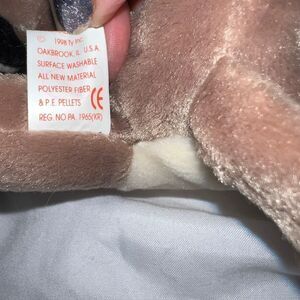 © 1998 Ty INC.
OAKBROOK, IL. U.S.A.
SURFACE WASHABLE
ALL NEW MATERIAL
POLYESTER FIBER
& P.E. PELLETS CE
REG. NO PA. 1965(KR)